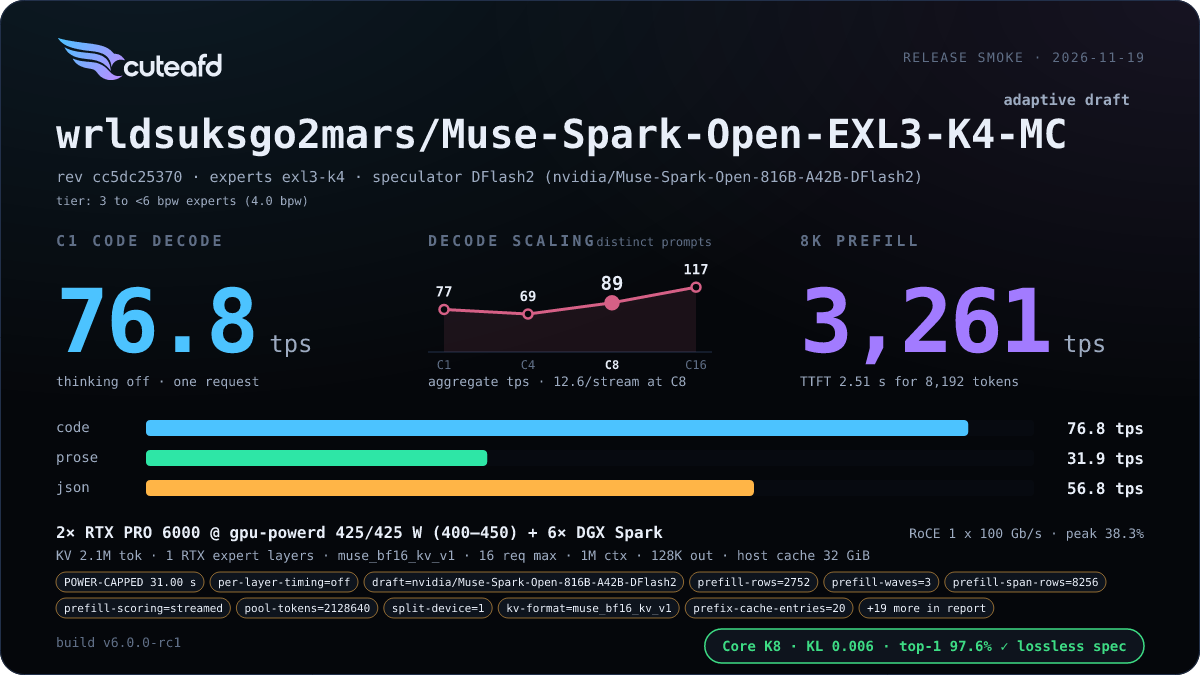 cuteafd
RELEASE SMOKE · 2026-11-19
adaptive draft
wrldsuksgo2mars/Muse-Spark-Open-EXL3-K4-MC
rev cc5dc25370 · experts exl3-k4 · speculator DFlash2 (nvidia/Muse-Spark-Open-816B-A42B-DFlash2)
tier: 3 to <6 bpw experts (4.0 bpw)
C1 CODE DECODE
76.8 tps
thinking off · one request
DECODE SCALING distinct prompts
77 69 89 117
C1 C4 C8 C16
aggregate tps · 12.6/stream at C8
8K PREFILL
3,261 tps
TTFT 2.51 s for 8,192 tokens
code 76.8 tps
prose 31.9 tps
json 56.8 tps
2× RTX PRO 6000 @ gpu-powerd 425/425 W (400–450) + 6× DGX Spark
RoCE 1 x 100 Gb/s · peak 38.3%
KV 2.1M tok · 1 RTX expert layers · muse_bf16_kv_v1 · 16 req max · 1M ctx · 128K out · host cache 32 GiB
POWER-CAPPED 31.00 s per-layer-timing=off draft=nvidia/Muse-Spark-Open-816B-A42B-DFlash2 prefill-rows=2752 prefill-waves=3 prefill-span-rows=8256
prefill-scoring=streamed pool-tokens=2128640 split-device=1 kv-format=muse_bf16_kv_v1 prefix-cache-entries=20 +19 more in report
build v6.0.0-rc1
Core K8 · KL 0.006 · top-1 97.6% ✓ lossless spec